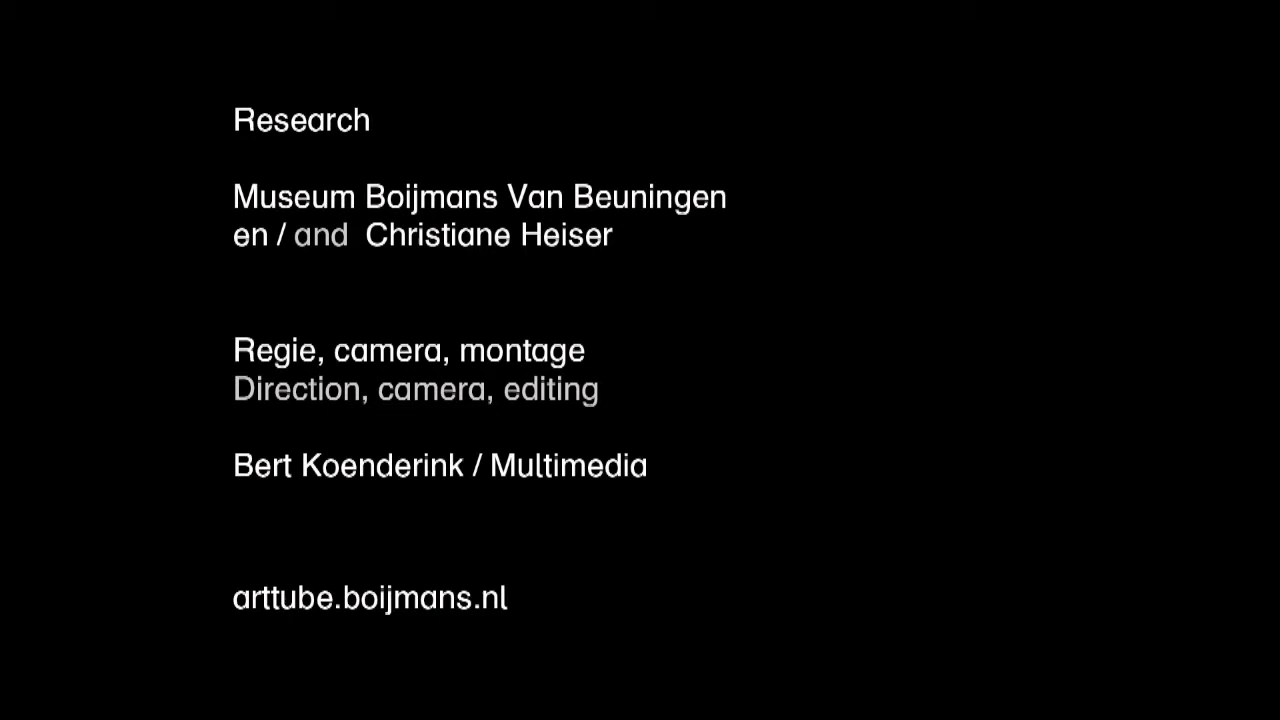 Research
Museum Boijmans Van Beuningen
en / and Christiane Heiser
Regie, camera, montage
Direction, camera, editing
Bert Koenderink / Multimedia
arttube.boijmans.nl